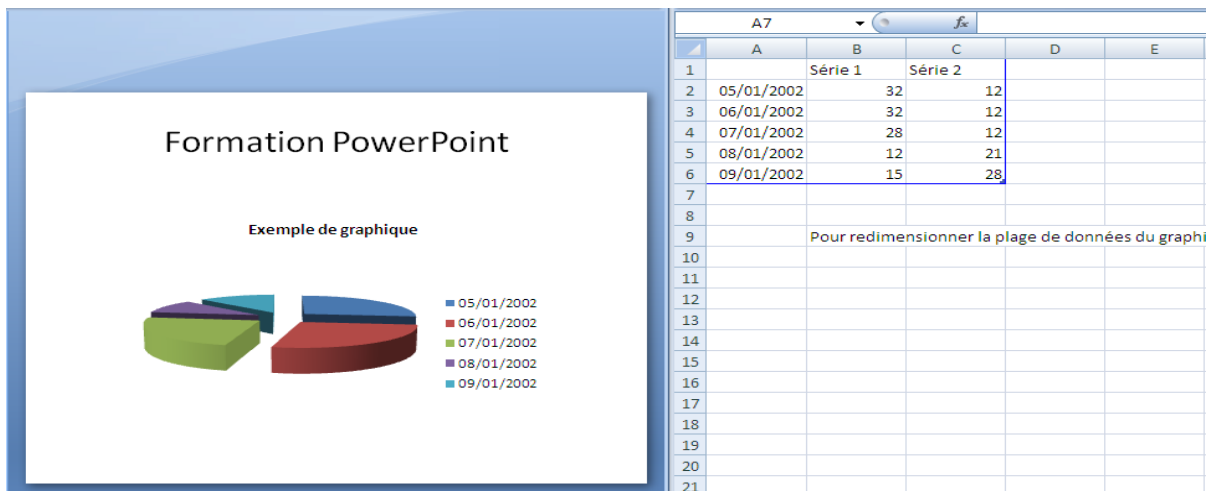 Formation PowerPoint
Exemple de graphique
05/01/2002
06/01/2002
07/01/2002
08/01/2002
09/01/2002
A7 fx
A B C D E
1 Série 1 Série 2
2 05/01/2002 32 12
3 06/01/2002 32 12
4 07/01/2002 28 12
5 08/01/2002 12 21
6 09/01/2002 15 28
7
8
9 Pour redimensionner la plage de données du graphi
10
11
12
13
14
15
16
17
18
19
20
21